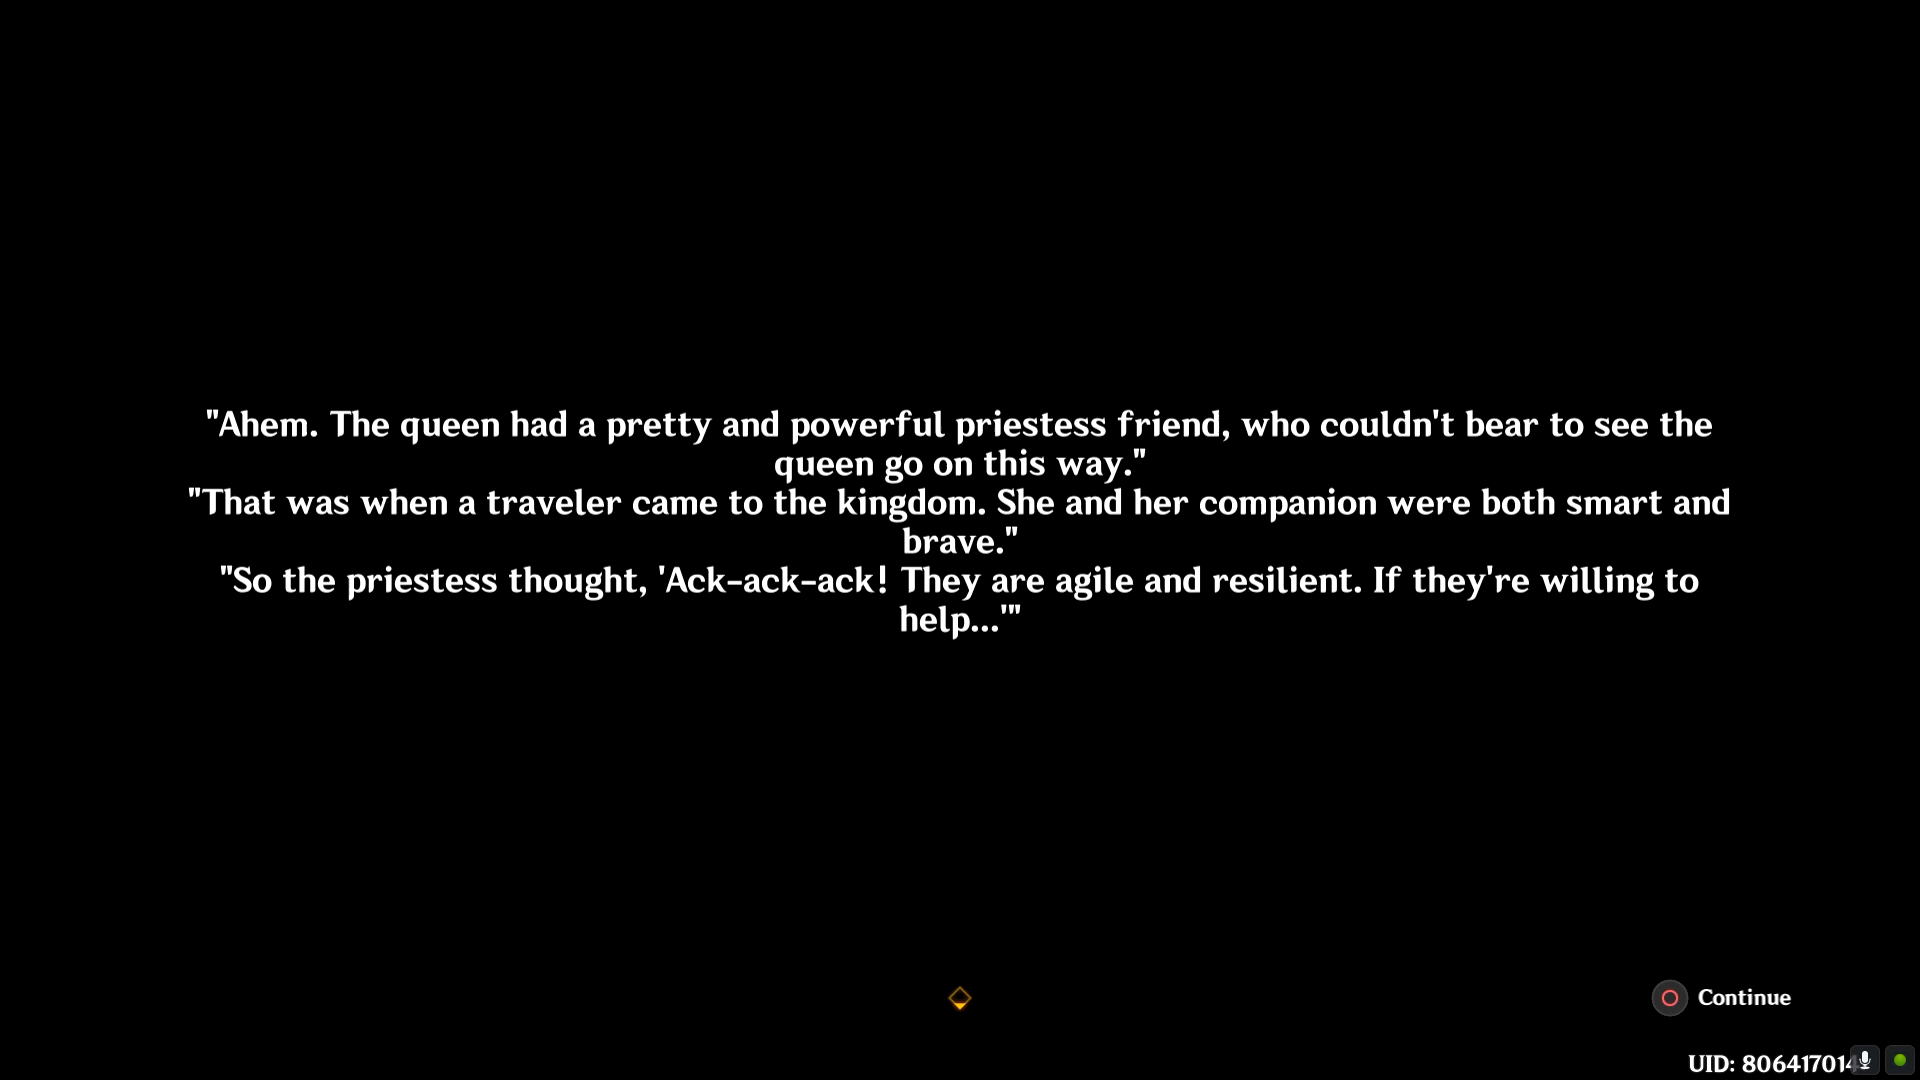 "Ahem. The queen had a pretty and powerful priestess friend, who couldn't bear to see the
queen go on this way."
"That was when a traveler came to the kingdom. She and her companion were both smart and
brave."
"So the priestess thought, 'Ack-ack-ack! They are agile and resilient. If they're willing to
help...'"
Continue
UID: 80641701